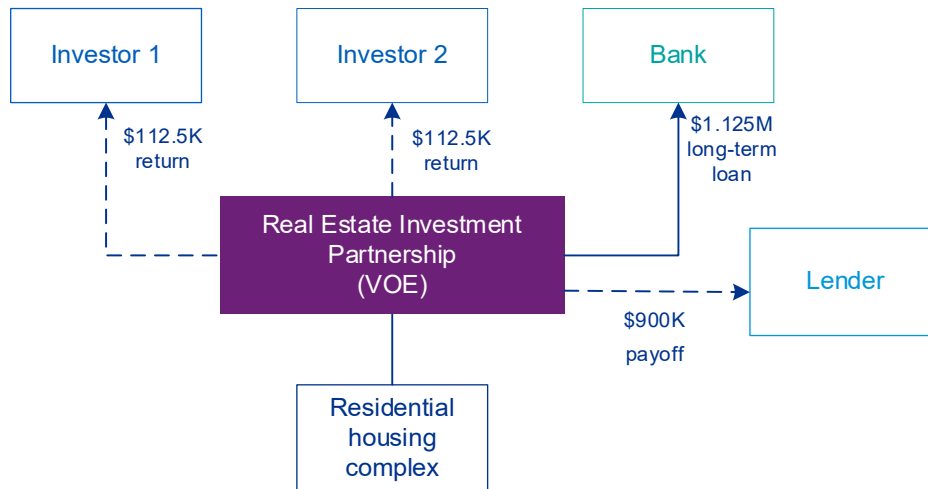 Investor 1
Investor 2
Bank
$112.5K
return
$112.5K
return
$1.125M
long-term
loan
Real Estate Investment
Partnership
(VOE)
Lender
$900K
payoff
Residential
housing
complex